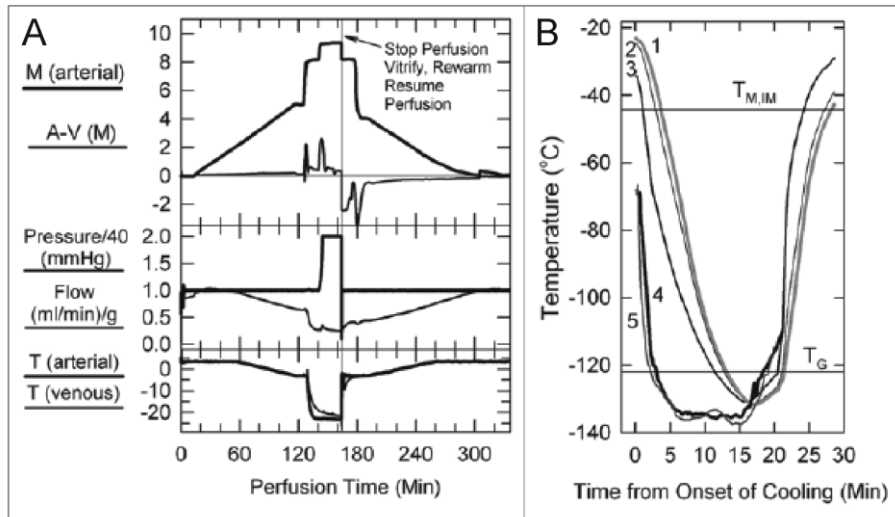 A
10
8
6
4
2
0
-2
M (arterial)
A-V (M)
Stop Perfusion
Vitrify, Rewarm
Resume
Perfusion
Pressure/40
(mmHg)
Flow
(ml/min)/g
2.0
1.5
1.0
0.5
0.0
T (arterial)
T (venous)
0
-10
-20
0 60 120 180 240 300
Perfusion Time (Min)
B
-20
-40
-60
-80
-100
-120
-140
Temperature (°C)
1
2
3
4
5
TM,IM
TG
0 5 10 15 20 25 30
Time from Onset of Cooling (Min)